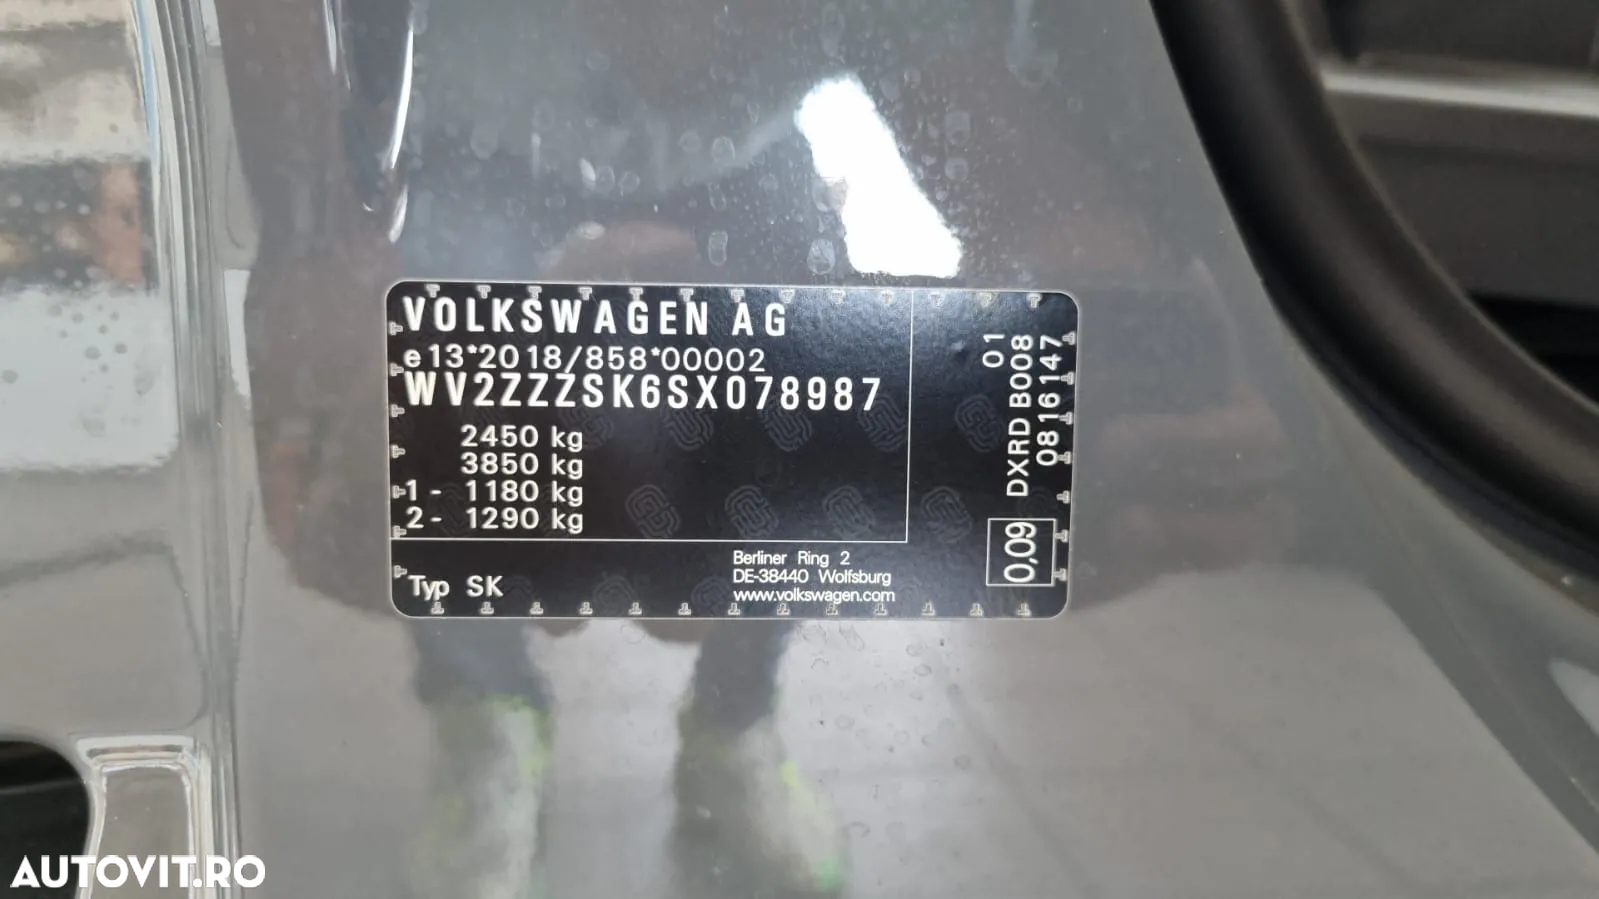 VOLKSWAGEN AG
e13*2018/858*00002
WV2ZZZSK6SX078987
2450 kg
3850 kg
1 - 1180 kg
2 - 1290 kg
Typ SK
Berliner Ring 2
DE-38440 Wolfsburg
www.volkswagen.com
01
DXRD B008
0816147
0,09
AUTOVIT.RO